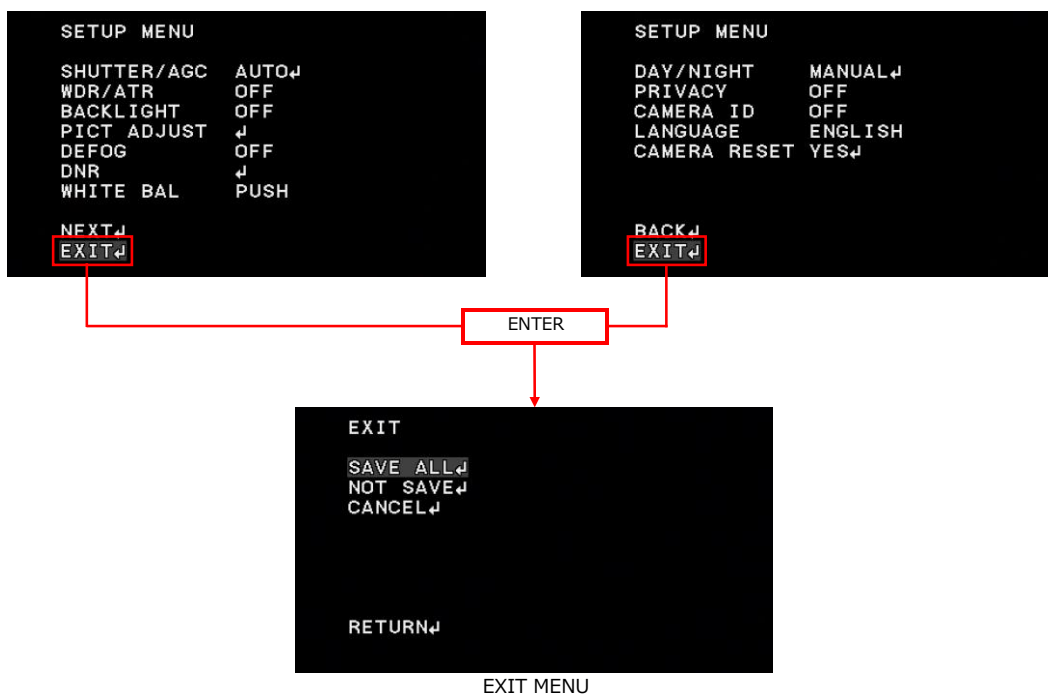 SETUP MENU
SHUTTER/AGC AUTO↲
WDR/ATR OFF
BACKLIGHT OFF
PICT ADJUST ↲
DEFOG OFF
DNR ↲
WHITE BAL PUSH
NEXT↲
EXIT↲
SETUP MENU
DAY/NIGHT MANUAL↲
PRIVACY OFF
CAMERA ID OFF
LANGUAGE ENGLISH
CAMERA RESET YES↲
BACK↲
EXIT↲
ENTER
EXIT
SAVE ALL↲
NOT SAVE↲
CANCEL↲
RETURN↲
EXIT MENU